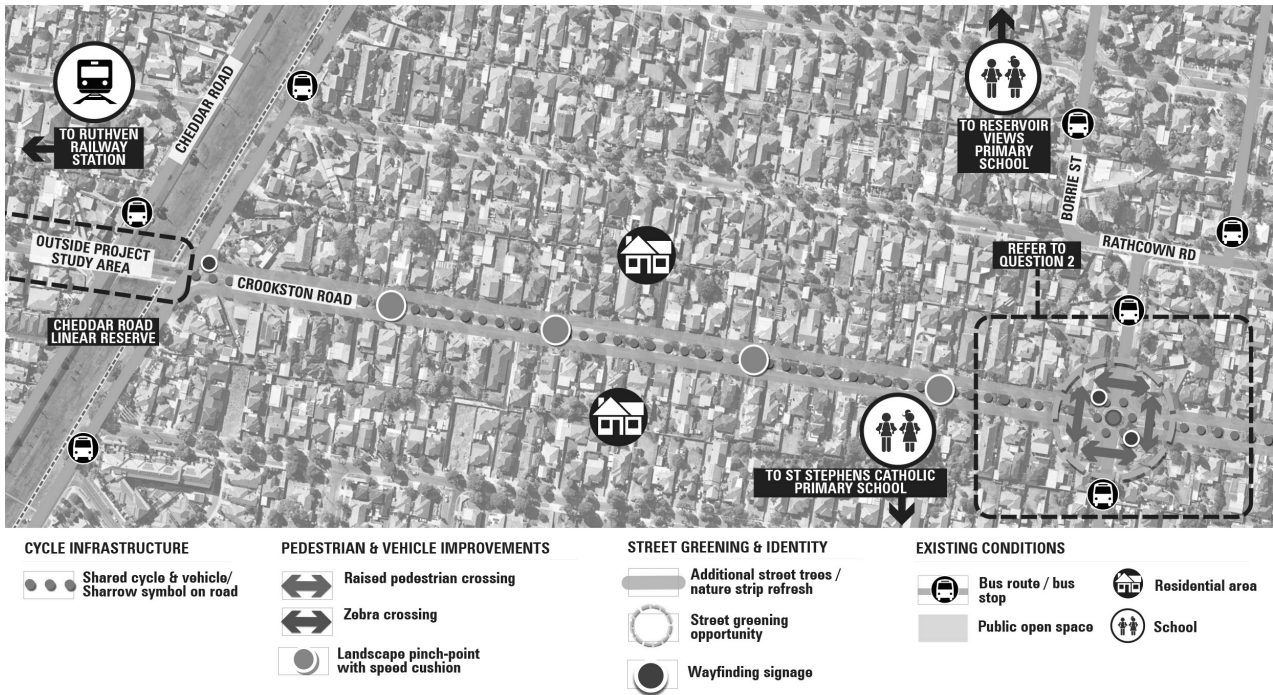 TO RUTHVEN
RAILWAY
STATION
CHEDDAR ROAD
TO RESERVOIR
VIEWS
PRIMARY
SCHOOL
BORRIE ST
RATHCOWN RD
REFER TO
QUESTION 2
OUTSIDE PROJECT
STUDY AREA
CROOKSTON ROAD
CHEDDAR ROAD
LINEAR RESERVE
TO ST STEPHENS CATHOLIC
PRIMARY SCHOOL
CYCLE INFRASTRUCTURE
Shared cycle & vehicle/
Sharrow symbol on road
PEDESTRIAN & VEHICLE IMPROVEMENTS
Raised pedestrian crossing
Zebra crossing
Landscape pinch-point
with speed cushion
STREET GREENING & IDENTITY
Additional street trees /
nature strip refresh
Street greening
opportunity
Wayfinding signage
EXISTING CONDITIONS
Bus route / bus
stop
Public open space
Residential area
School